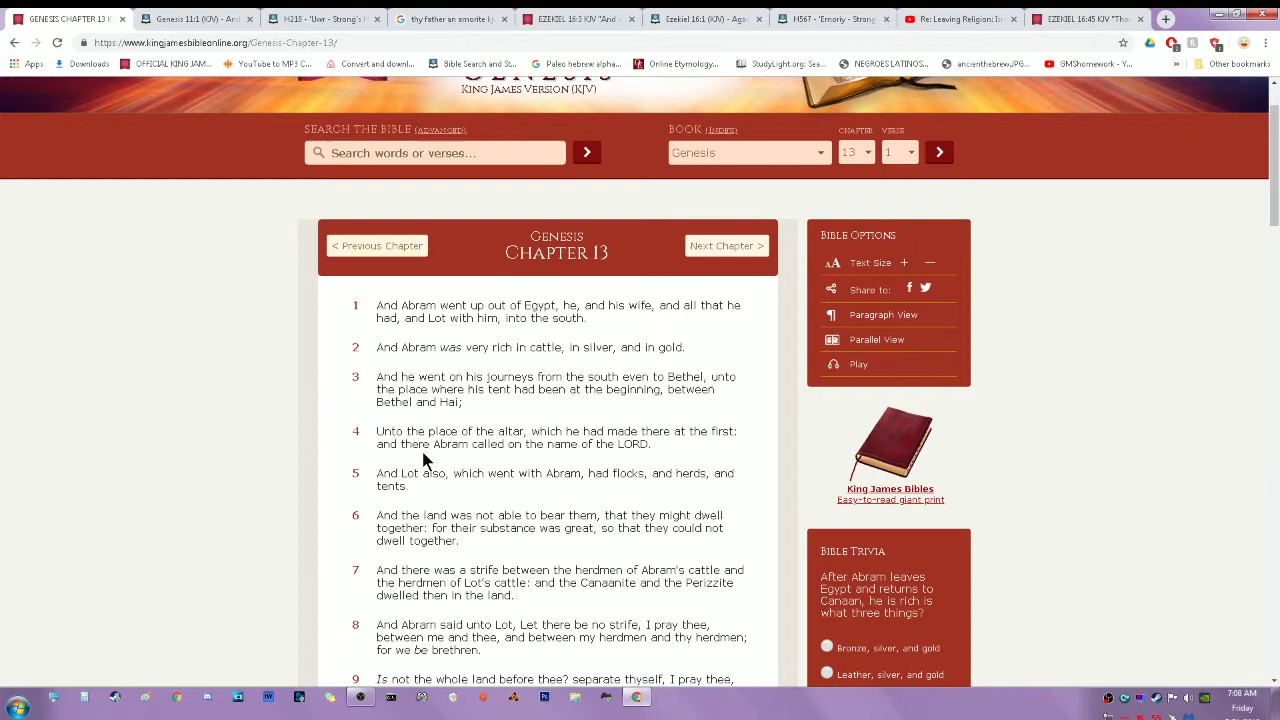 GENESIS CHAPTER 13 K
Genesis 11:1 (KJV) - And
H218 - 'Uwr - Strong's H
thy father an amorite kj
EZEKIEL 16:45 KJV "And
Ezekiel 16:1 (KJV) - Again
H567 - 'Emory - Strong
Re: Leaving Religion: 13
EZEKIEL 16:45 KJV "Tho
https://www.kingjamesbibleonline.org/Genesis-Chapter-13/
Apps
Downloads
OFFICIAL KING JAM...
YouTube to MP3 C...
Convert and downl...
Bible Search and S...
Paleo hebrew alpha...
Online Etymology...
StudyLight.org: Sea...
NEGROES LATINOS...
ancienthebrewJPG...
GMShomework - Y...
»
Other bookmarks
GENESIS
KING JAMES VERSION (KJV)
SEARCH THE BIBLE (ADVANCED)
Search words or verses...
BOOK (INDEX)
Genesis
CHAPTER
13
VERSE
1
< Previous Chapter
GENESIS
CHAPTER 13
Next Chapter >
1 And Abram went up out of Egypt, he, and his wife, and all that he
had, and Lot with him, into the south.
2 And Abram was very rich in cattle, in silver, and in gold.
3 And he went on his journeys from the south even to Bethel, unto
the place where his tent had been at the beginning, between
Bethel and Hai;
4 Unto the place of the altar, which he had made there at the first:
and there Abram called on the name of the LORD.
5 And Lot also, which went with Abram, had flocks, and herds, and
tents.
6 And the land was not able to bear them, that they might dwell
together: for their substance was great, so that they could not
dwell together.
7 And there was a strife between the herdmen of Abram's cattle and
the herdmen of Lot's cattle: and the Canaanite and the Perizzite
dwelled then in the land.
8 And Abram said unto Lot, Let there be no strife, I pray thee,
between me and thee, and between my herdmen and thy herdmen;
for we be brethren.
9 Is not the whole land before thee? separate thyself, I pray thee,
BIBLE OPTIONS
AA Text Size + —
Share to:
Paragraph View
Parallel View
Play
King James Bibles
Easy-to-read giant print
BIBLE TRIVIA
After Abram leaves
Egypt and returns to
Canaan, he is rich is
what three things?
Bronze, silver, and gold
Leather, silver, and gold
7:08 AM
Friday